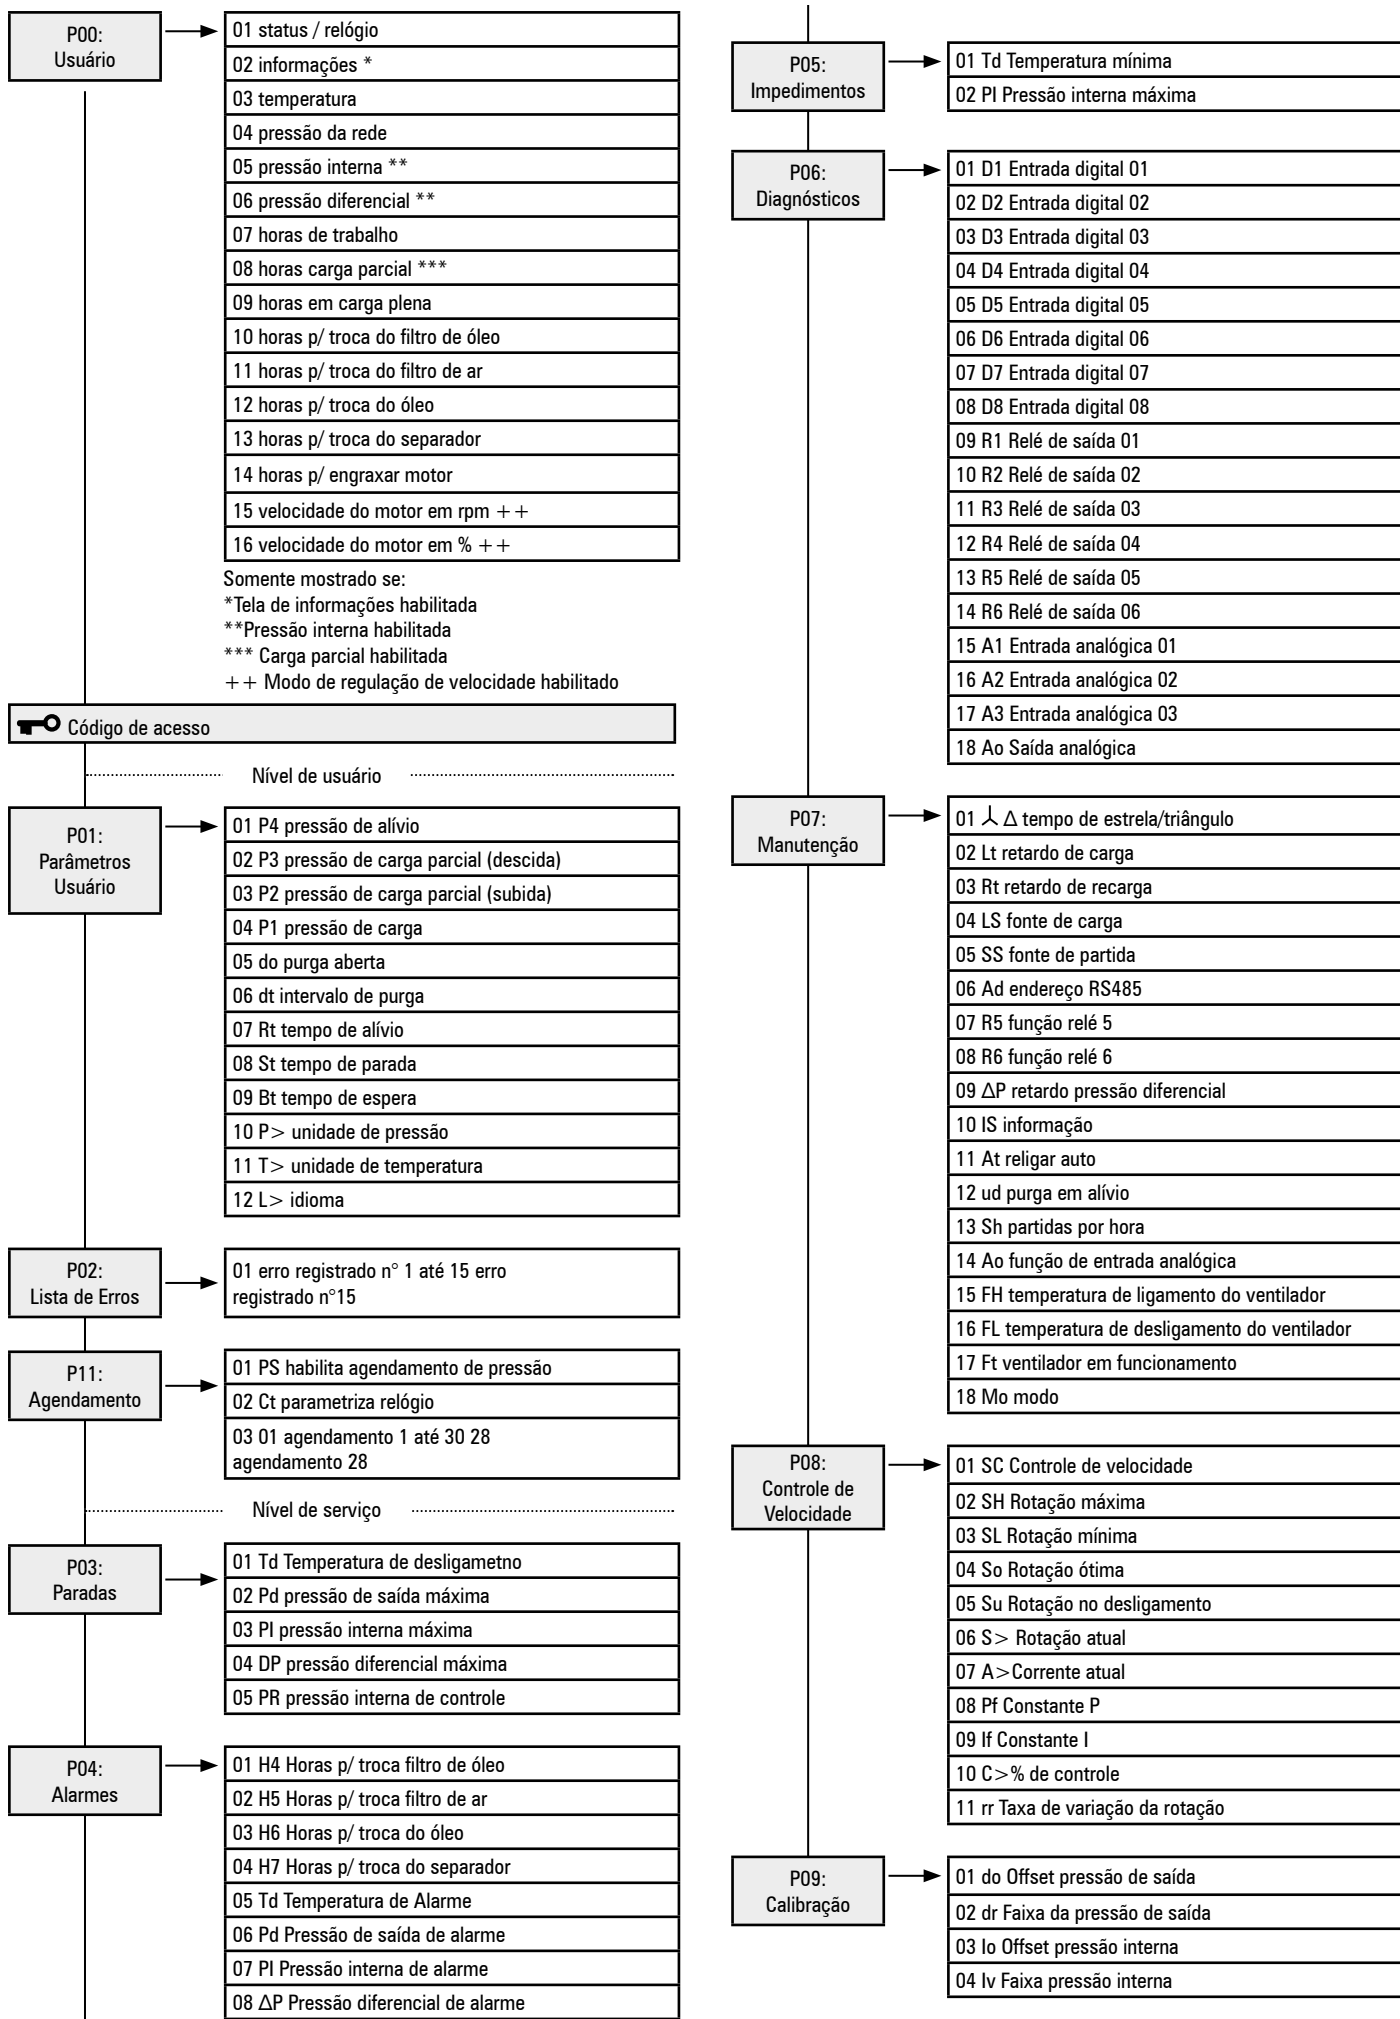 P00:
Usuário
01 status / relógio
02 informações *
03 temperatura
04 pressão da rede
05 pressão interna **
06 pressão diferencial **
07 horas de trabalho
08 horas carga parcial ***
09 horas em carga plena
10 horas p/ troca do filtro de óleo
11 horas p/ troca do filtro de ar
12 horas p/ troca do óleo
13 horas p/ troca do separador
14 horas p/ engraxar motor
15 velocidade do motor em rpm ++
16 velocidade do motor em % ++
Somente mostrado se:
*Tela de informações habilitada
**Pressão interna habilitada
*** Carga parcial habilitada
++ Modo de regulação de velocidade habilitado
Código de acesso
Nível de usuário
P01:
Parâmetros
Usuário
01 P4 pressão de alívio
02 P3 pressão de carga parcial (descida)
03 P2 pressão de carga parcial (subida)
04 P1 pressão de carga
05 do purga aberta
06 dt intervalo de purga
07 Rt tempo de alívio
08 St tempo de parada
09 Bt tempo de espera
10 P> unidade de pressão
11 T> unidade de temperatura
12 L> idioma
P02:
Lista de Erros
01 erro registrado n° 1 até 15 erro
registrado n°15
P11:
Agendamento
01 PS habilita agendamento de pressão
02 Ct parametriza relógio
03 01 agendamento 1 até 30 28
agendamento 28
Nível de serviço
P03:
Paradas
01 Td Temperatura de desligametno
02 Pd pressão de saída máxima
03 PI pressão interna máxima
04 DP pressão diferencial máxima
05 PR pressão interna de controle
P04:
Alarmes
01 H4 Horas p/ troca filtro de óleo
02 H5 Horas p/ troca filtro de ar
03 H6 Horas p/ troca do óleo
04 H7 Horas p/ troca do separador
05 Td Temperatura de Alarme
06 Pd Pressão de saída de alarme
07 PI Pressão interna de alarme
08 ΔP Pressão diferencial de alarme
P05:
Impedimentos
01 Td Temperatura mínima
02 PI Pressão interna máxima
P06:
Diagnósticos
01 D1 Entrada digital 01
02 D2 Entrada digital 02
03 D3 Entrada digital 03
04 D4 Entrada digital 04
05 D5 Entrada digital 05
06 D6 Entrada digital 06
07 D7 Entrada digital 07
08 D8 Entrada digital 08
09 R1 Relé de saída 01
10 R2 Relé de saída 02
11 R3 Relé de saída 03
12 R4 Relé de saída 04
13 R5 Relé de saída 05
14 R6 Relé de saída 06
15 A1 Entrada analógica 01
16 A2 Entrada analógica 02
17 A3 Entrada analógica 03
18 Ao Saída analógica
P07:
Manutenção
01 ⅄ Δ tempo de estrela/triângulo
02 Lt retardo de carga
03 Rt retardo de recarga
04 LS fonte de carga
05 SS fonte de partida
06 Ad endereço RS485
07 R5 função relé 5
08 R6 função relé 6
09 ΔP retardo pressão diferencial
10 IS informação
11 At religar auto
12 ud purga em alívio
13 Sh partidas por hora
14 Ao função de entrada analógica
15 FH temperatura de ligamento do ventilador
16 FL temperatura de desligamento do ventilador
17 Ft ventilador em funcionamento
18 Mo modo
P08:
Controle de
Velocidade
01 SC Controle de velocidade
02 SH Rotação máxima
03 SL Rotação mínima
04 So Rotação ótima
05 Su Rotação no desligamento
06 S> Rotação atual
07 A>Corrente atual
08 Pf Constante P
09 If Constante I
10 C>% de controle
11 rr Taxa de variação da rotação
P09:
Calibração
01 do Offset pressão de saída
02 dr Faixa da pressão de saída
03 Io Offset pressão interna
04 Iv Faixa pressão interna